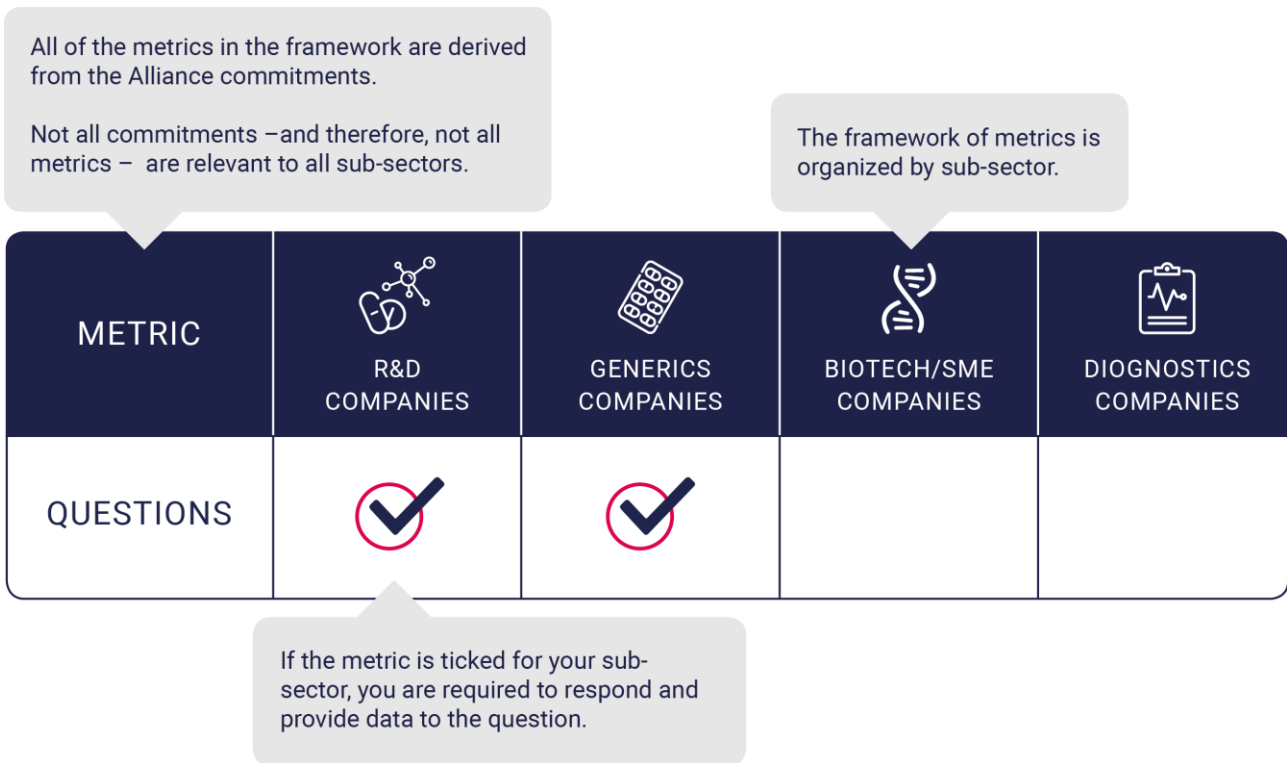 All of the metrics in the framework are derived
from the Alliance commitments.
Not all commitments –and therefore, not all
metrics –  are relevant to all sub-sectors.
The framework of metrics is
organized by sub-sector.
METRIC
R&D
COMPANIES
GENERICS
COMPANIES
BIOTECH/SME
COMPANIES
DIOGNOSTICS
COMPANIES
QUESTIONS
If the metric is ticked for your sub-
sector, you are required to respond and
provide data to the question.